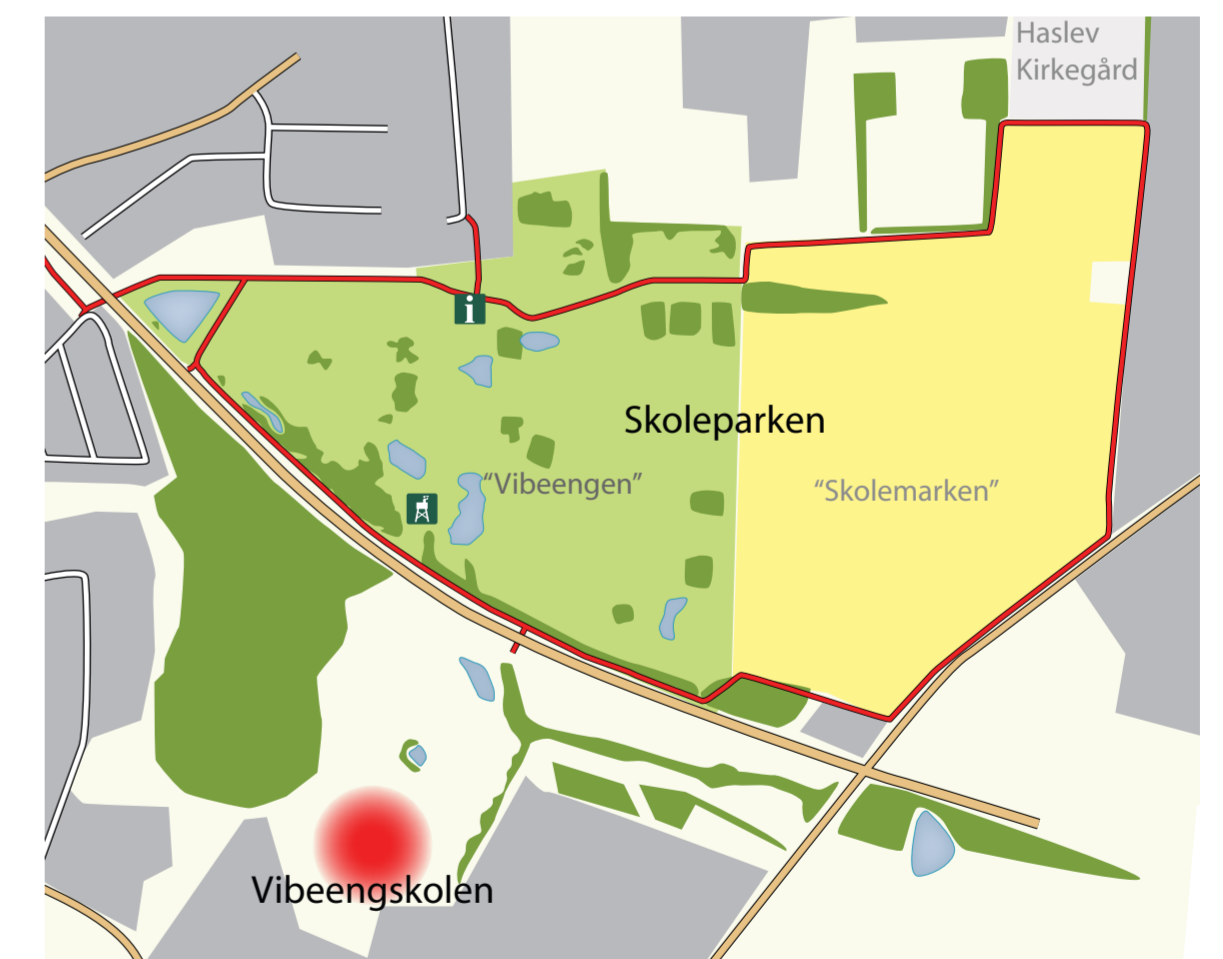 Haslev
Kirkegård
i
Skoleparken
“Vibeengen”
“Skolemarken”
Vibeengskolen